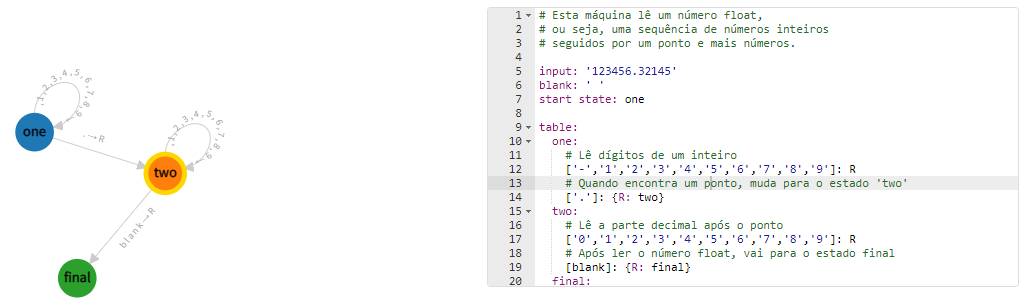 ,1,2,3,4,5,6,7,8,9→
one
.→R
,1,2,3,4,5,6,7,8,9→
two
blank→R
final
1 # Esta máquina lê um número float,
2 # ou seja, uma sequência de números inteiros
3 # seguidos por um ponto e mais números.
4
5 input: '123456.32145'
6 blank: ' '
7 start state: one
8
9 table:
10 one:
11 # Lê dígitos de um inteiro
12 ['-','1','2','3','4','5','6','7','8','9']: R
13 # Quando encontra um ponto, muda para o estado 'two'
14 ['.']: {R: two}
15 two:
16 # Lê a parte decimal após o ponto
17 ['0','1','2','3','4','5','6','7','8','9']: R
18 # Após ler o número float, vai para o estado final
19 [blank]: {R: final}
20 final: